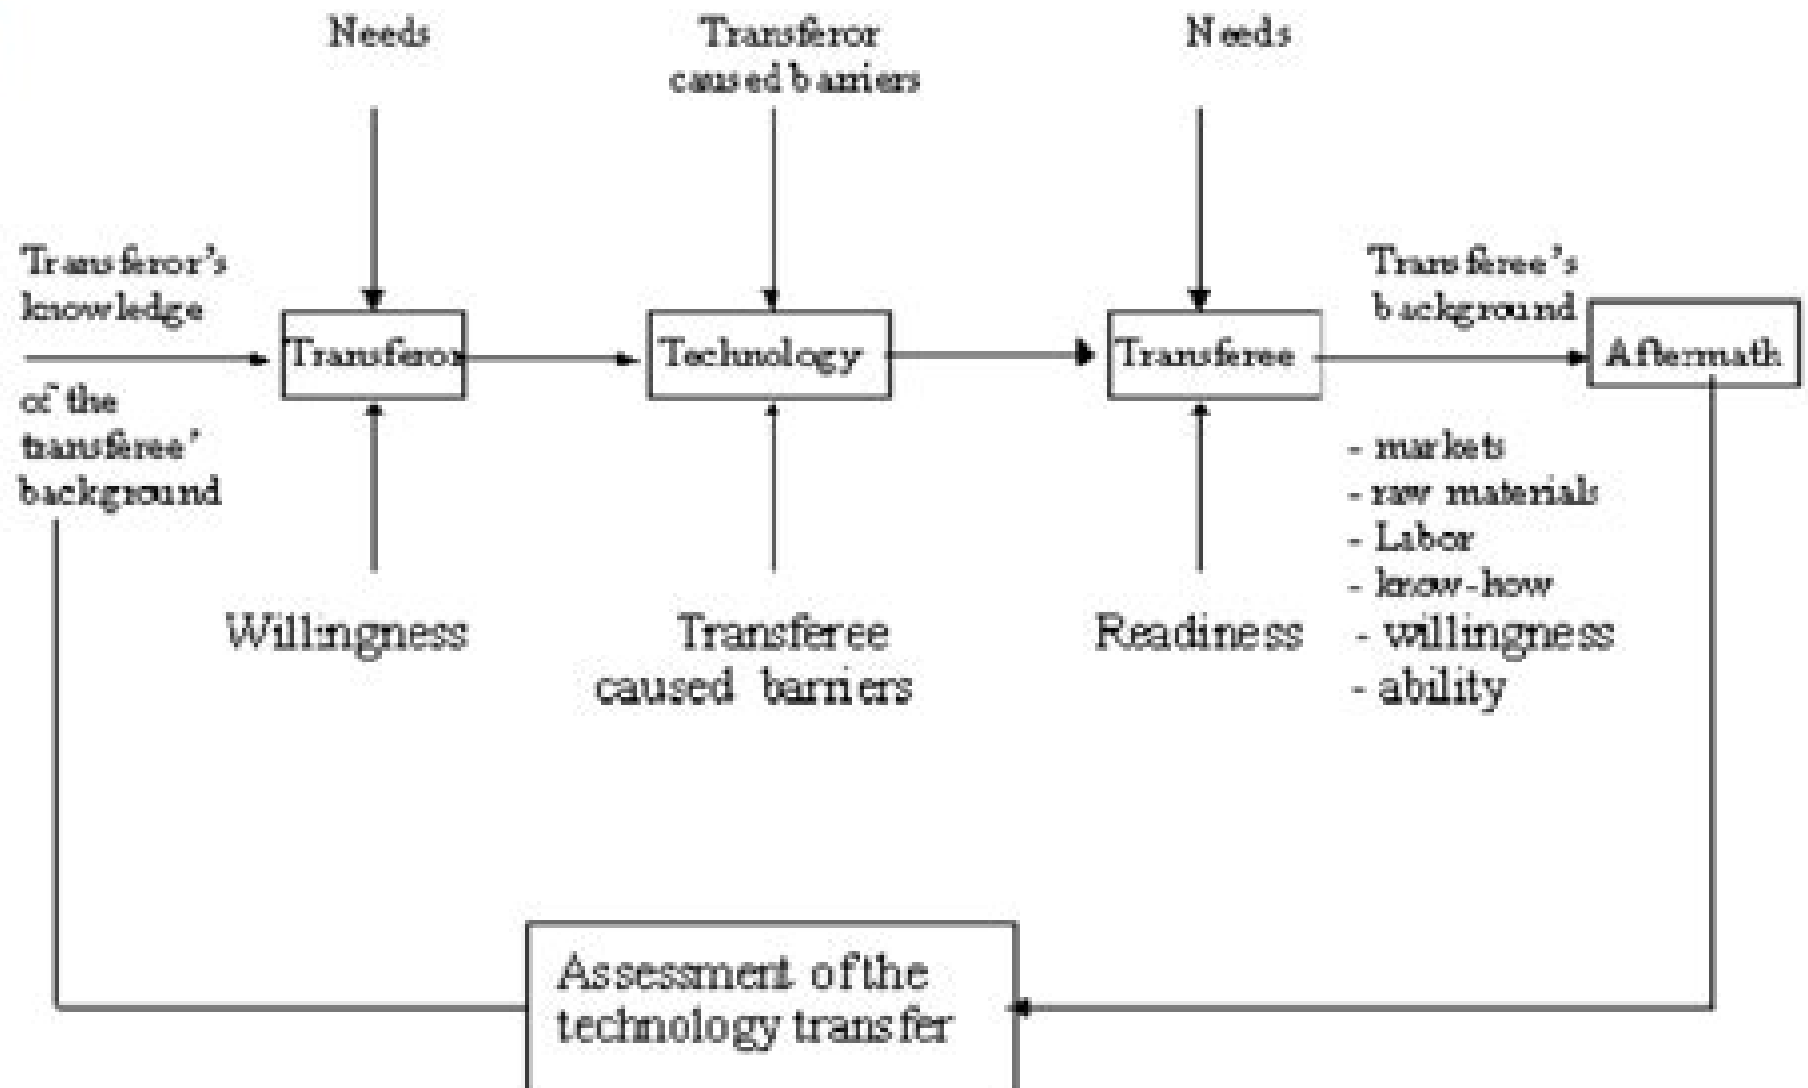 Needs
Transferor
caused barriers
Needs
Transferor's
knowledge
of the
transferee'
background
Transferor
Technology
Transferee
Transferee's
background
Aftermath
- markets
- raw materials
- Labor
- know-how
- willingness
- ability
Willingness
Transferee
caused barriers
Readiness
Assessment of the
technology transfer